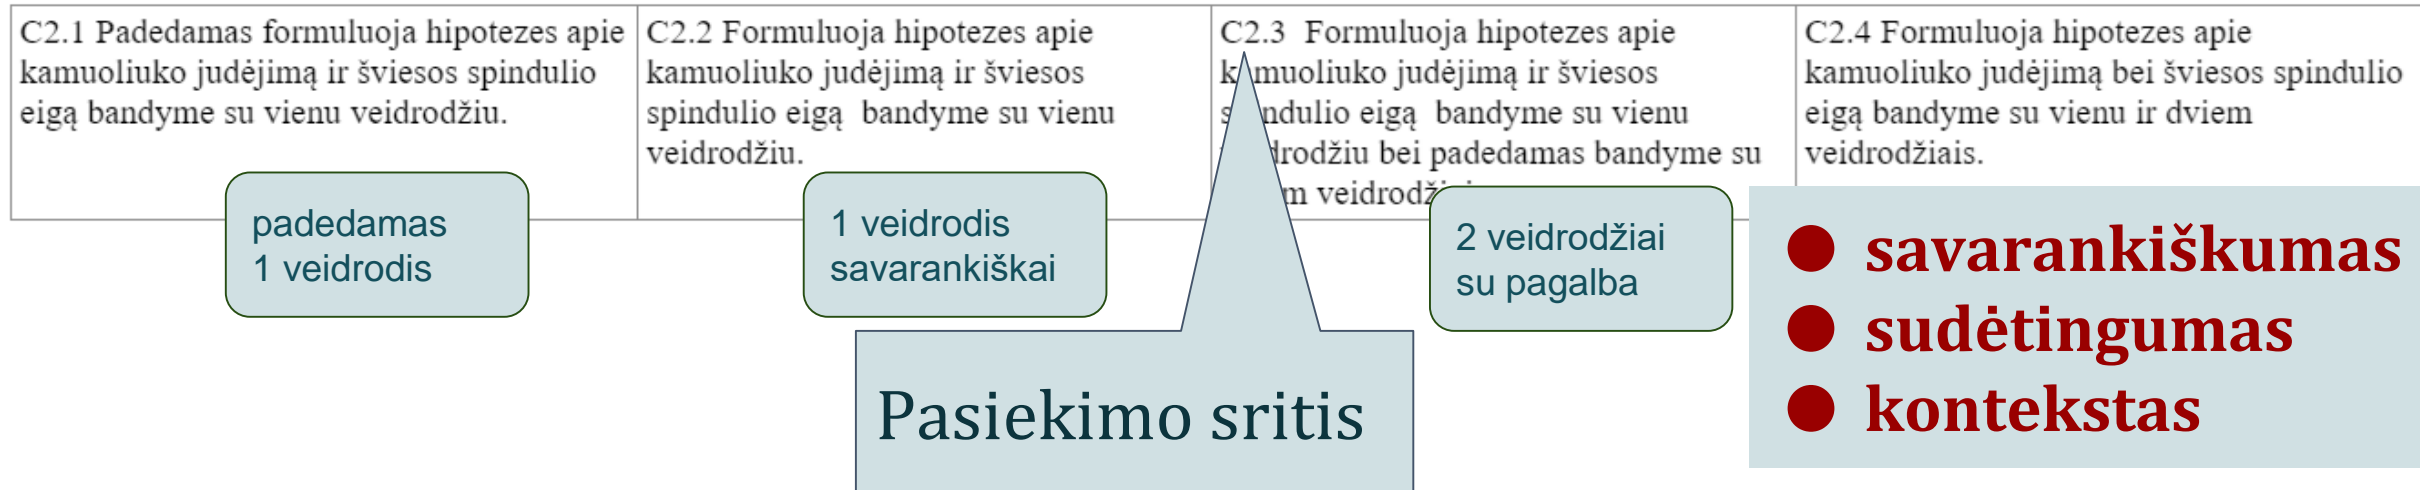 C2.1 Padedamas formuluoja hipotezes apie
kamuoliuko judėjimą ir šviesos spindulio
eigą bandyme su vienu veidrodžiu.
C2.2 Formuluoja hipotezes apie
kamuoliuko judėjimą ir šviesos
spindulio eigą bandyme su vienu
veidrodžiu.
C2.3 Formuluoja hipotezes apie
kamuoliuko judėjimą ir šviesos
spindulio eigą bandyme su vienu
veidrodžiu bei padedamas bandyme su
C2.4 Formuluoja hipotezes apie
kamuoliuko judėjimą bei šviesos spindulio
eigą bandyme su vienu ir dviem
veidrodžiais.
padedamas
1 veidrodis
1 veidrodis
savarankiškai
2 veidrodžiai
su pagalba
Pasiekimo sritis
● savarankiškumas
● sudėtingumas
● kontekstas